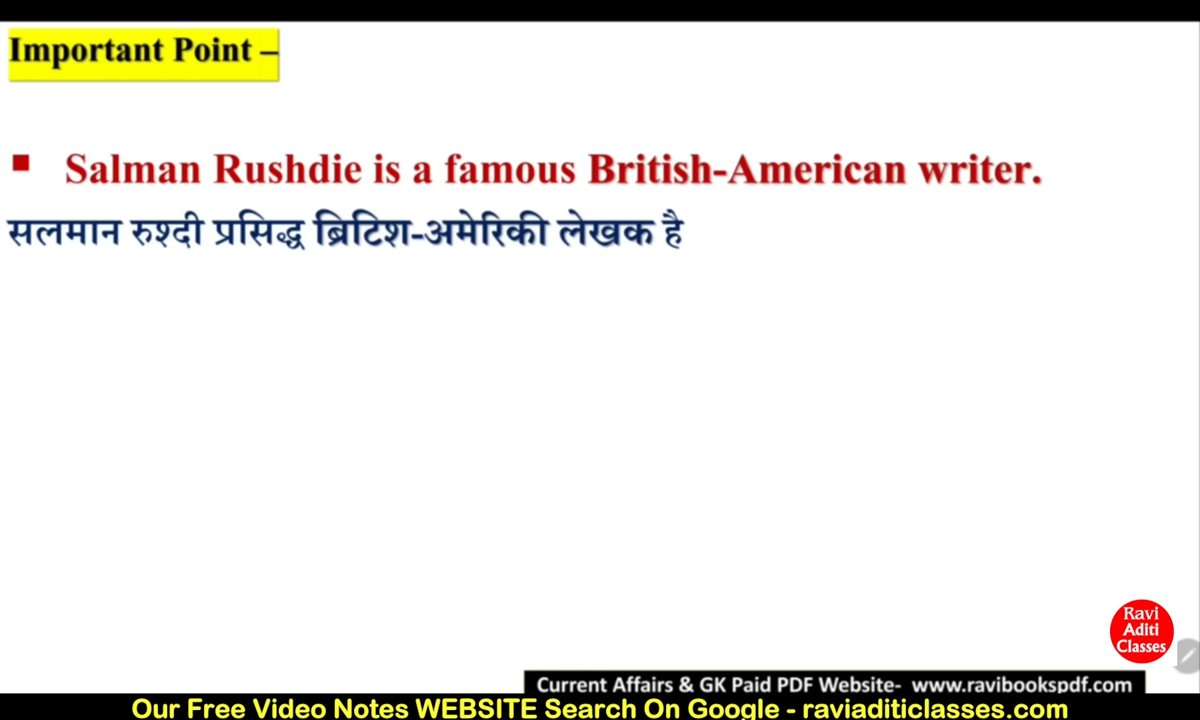 Important Point –
▪ Salman Rushdie is a famous British-American writer.
सलमान रुश्दी प्रसिद्ध ब्रिटिश-अमेरिकी लेखक है
Ravi
Aditi
Classes
Current Affairs & GK Paid PDF Website- www.ravibookspdf.com
Our Free Video Notes WEBSITE Search On Google - raviaditiclasses.com